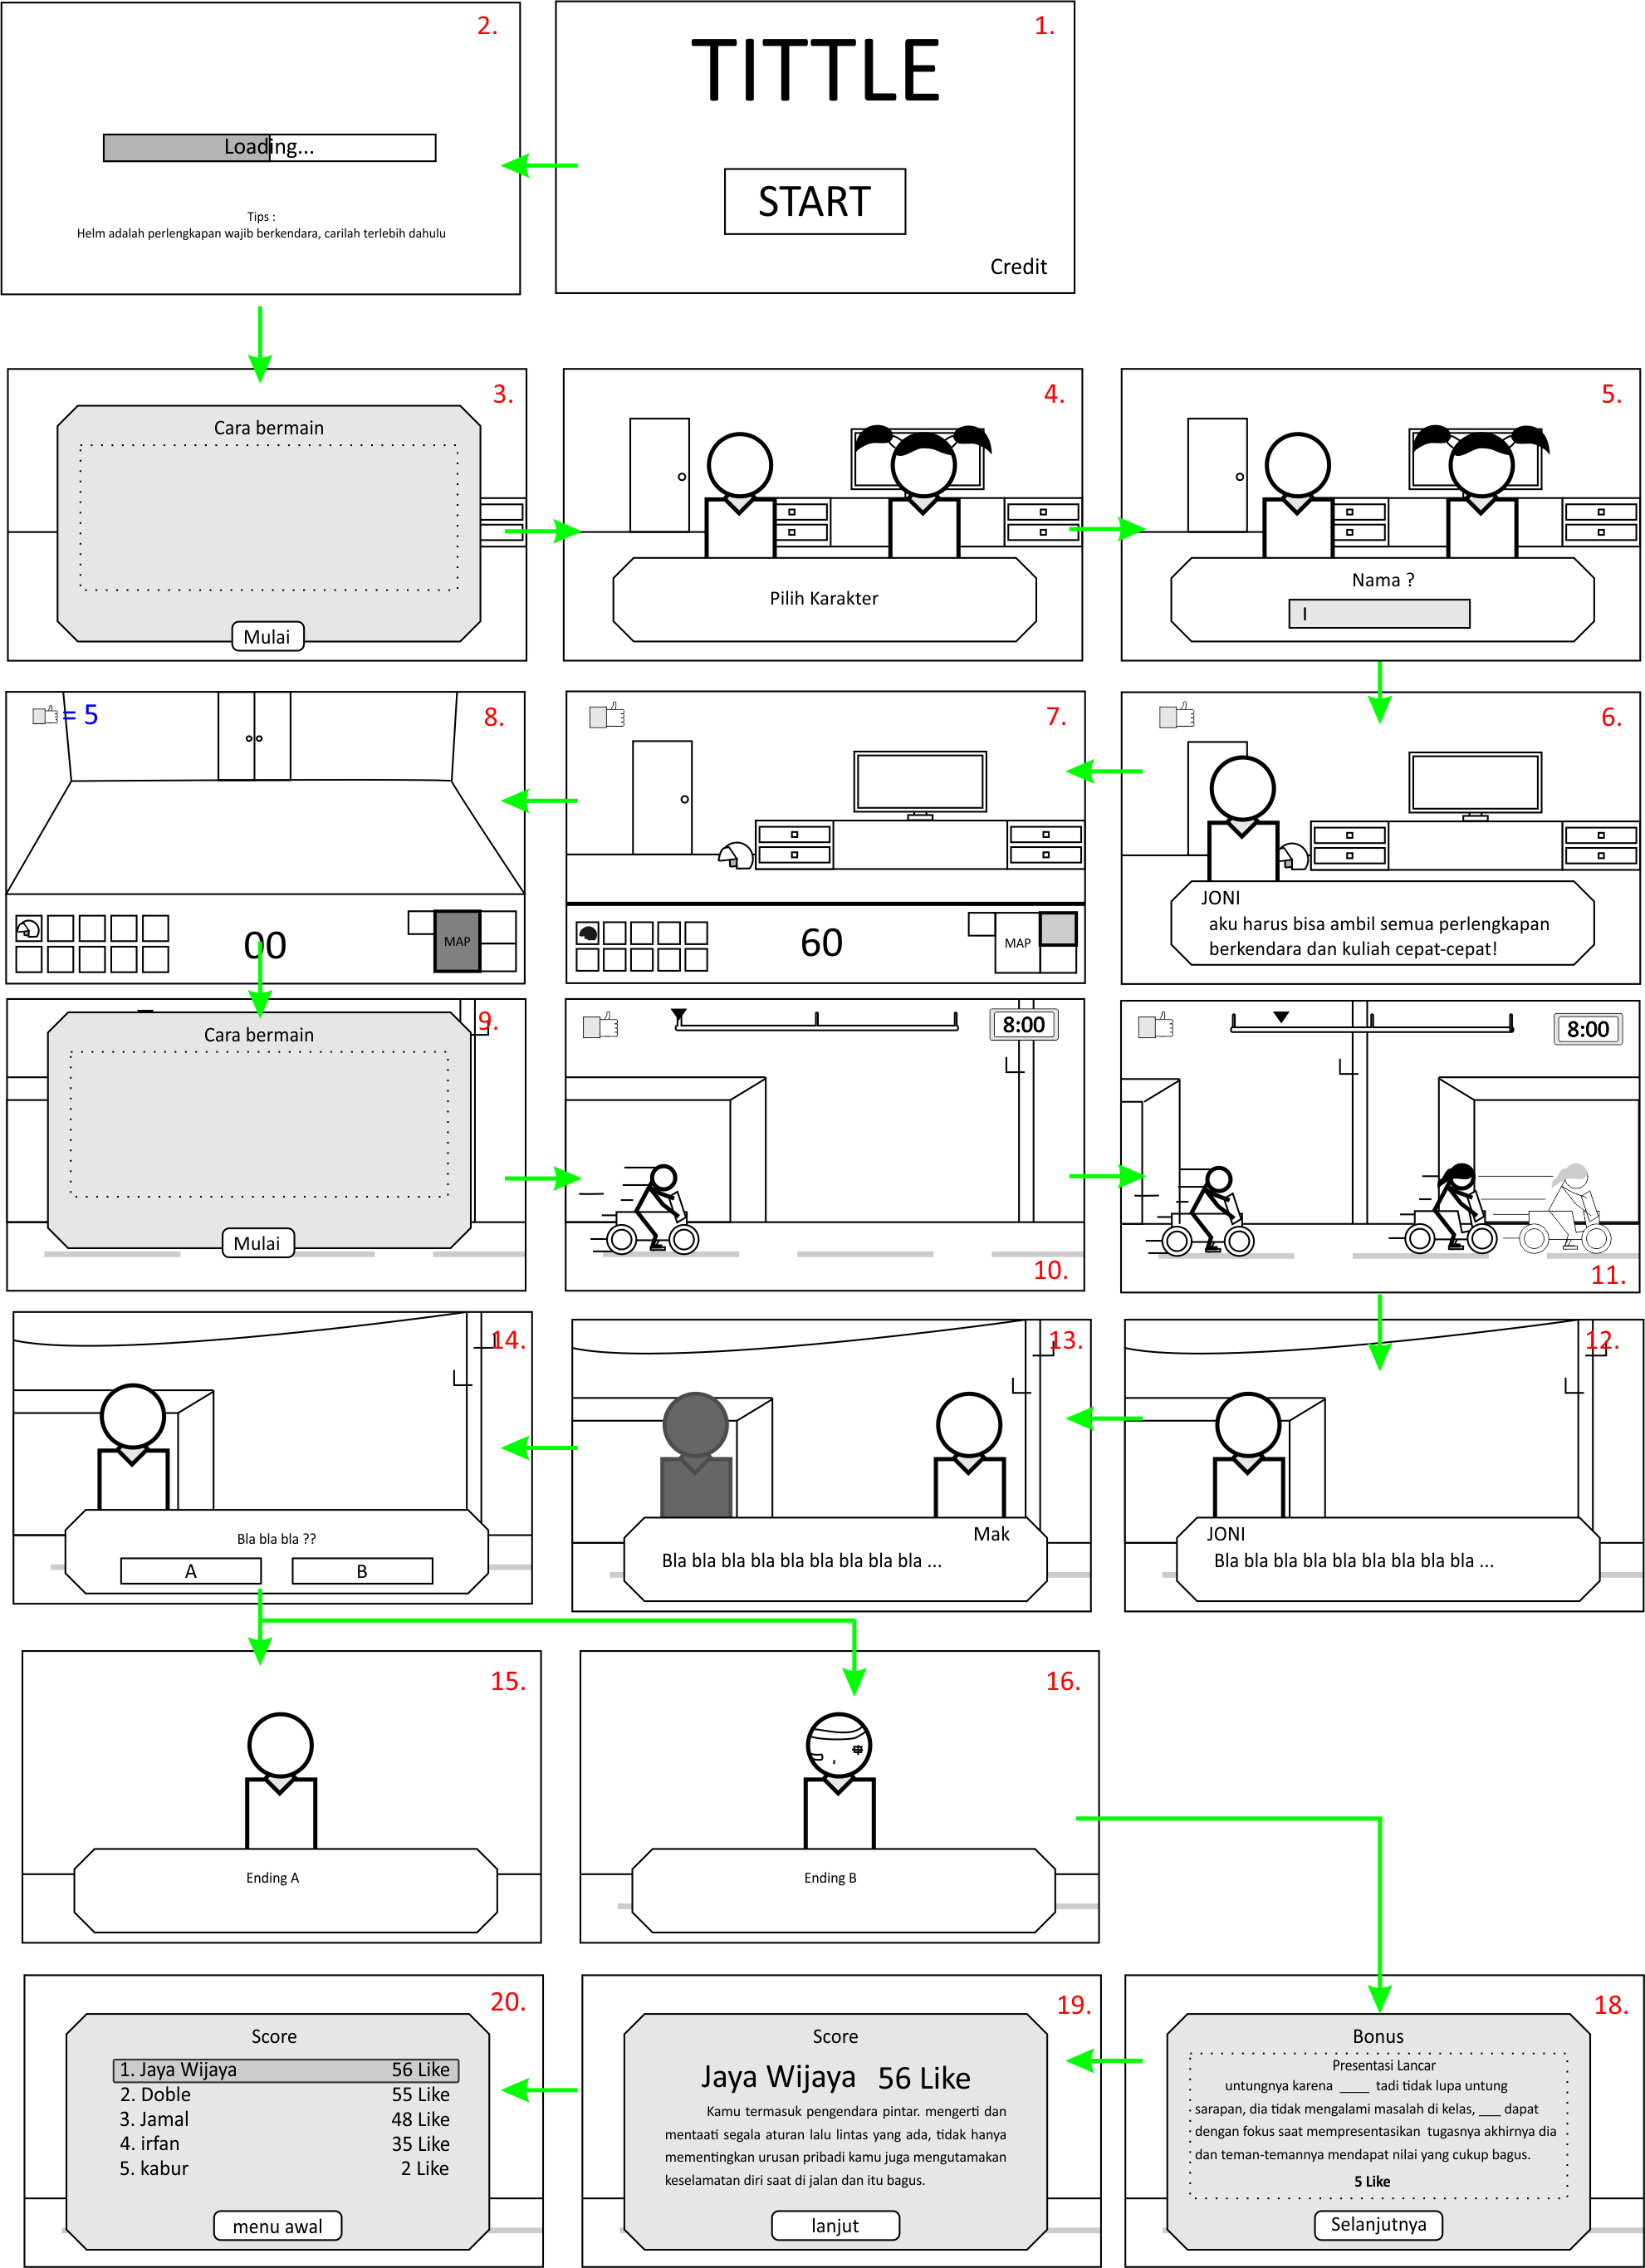 1.
TITTLE
START
Credit
2.
Loading...
Tips :
Helm adalah perlengkapan wajib berkendara, carilah terlebih dahulu
3.
Cara bermain
Mulai
4.
Pilih Karakter
5.
Nama ?
I
6.
JONI
aku harus bisa ambil semua perlengkapan
berkendara dan kuliah cepat-cepat!
7.
60
MAP
= 5
8.
00
MAP
9.
Cara bermain
Mulai
8:00
10.
8:00
11.
12.
JONI
Bla bla bla bla bla bla bla bla bla ...
13.
Mak
Bla bla bla bla bla bla bla bla bla ...
14.
Bla bla bla ??
A
B
15.
Ending A
16.
Ending B
18.
Bonus
Presentasi Lancar
untungnya karena ____ tadi tidak lupa untung
sarapan, dia tidak mengalami masalah di kelas, ___ dapat
dengan fokus saat mempresentasikan tugasnya akhirnya dia
dan teman-temannya mendapat nilai yang cukup bagus.
5 Like
Selanjutnya
19.
Score
Jaya Wijaya 56 Like
Kamu termasuk pengendara pintar. mengerti dan
mentaati segala aturan lalu lintas yang ada, tidak hanya
mementingkan urusan pribadi kamu juga mengutamakan
keselamatan diri saat di jalan dan itu bagus.
lanjut
20.
Score
1. Jaya Wijaya 56 Like
2. Doble 55 Like
3. Jamal 48 Like
4. irfan 35 Like
5. kabur 2 Like
menu awal